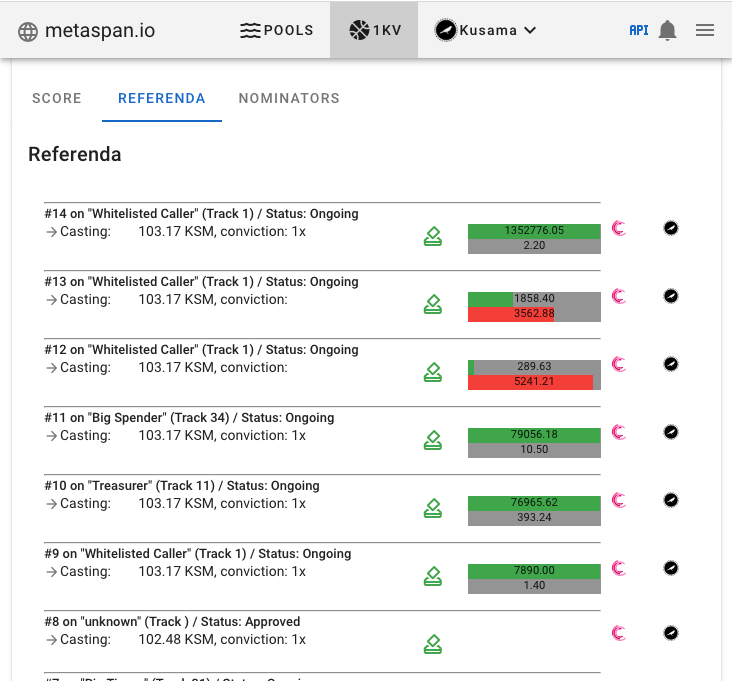 metaspan.io POOLS 1KV Kusama API
SCORE REFERENDA NOMINATORS
Referenda
#14 on "Whitelisted Caller" (Track 1) / Status: Ongoing
Casting: 103.17 KSM, conviction: 1x
1352776.05
2.20
#13 on "Whitelisted Caller" (Track 1) / Status: Ongoing
Casting: 103.17 KSM, conviction:
1858.40
3562.88
#12 on "Whitelisted Caller" (Track 1) / Status: Ongoing
Casting: 103.17 KSM, conviction:
289.63
5241.21
#11 on "Big Spender" (Track 34) / Status: Ongoing
Casting: 103.17 KSM, conviction: 1x
79056.18
10.50
#10 on "Treasurer" (Track 11) / Status: Ongoing
Casting: 103.17 KSM, conviction: 1x
76965.62
393.24
#9 on "Whitelisted Caller" (Track 1) / Status: Ongoing
Casting: 103.17 KSM, conviction: 1x
7890.00
1.40
#8 on "unknown" (Track ) / Status: Approved
Casting: 102.48 KSM, conviction: 1x